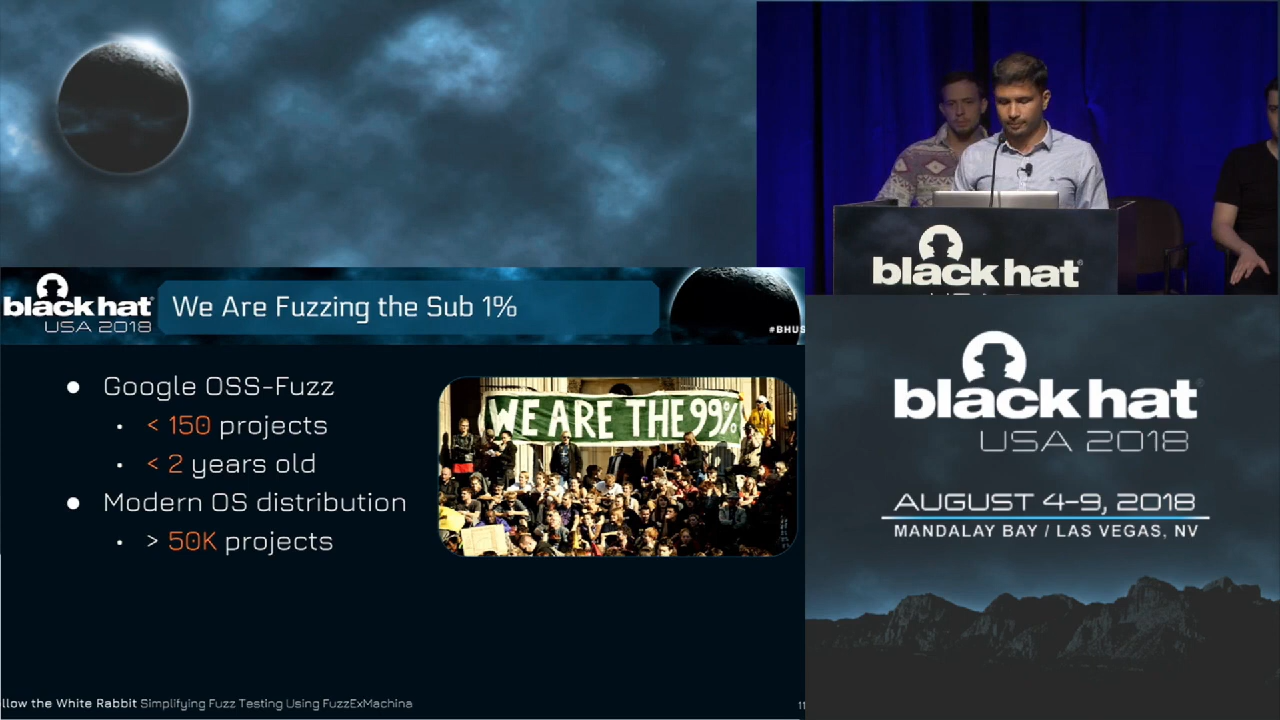 black hat
black hat
USA 2018
We Are Fuzzing the Sub 1%
#BHUS
Google OSS-Fuzz
< 150 projects
< 2 years old
Modern OS distribution
> 50K projects
WE ARE THE 99%
llow the White Rabbit Simplifying Fuzz Testing Using FuzzExMachina
11
black hat
USA 2018
AUGUST 4-9, 2018
MANDALAY BAY / LAS VEGAS, NV